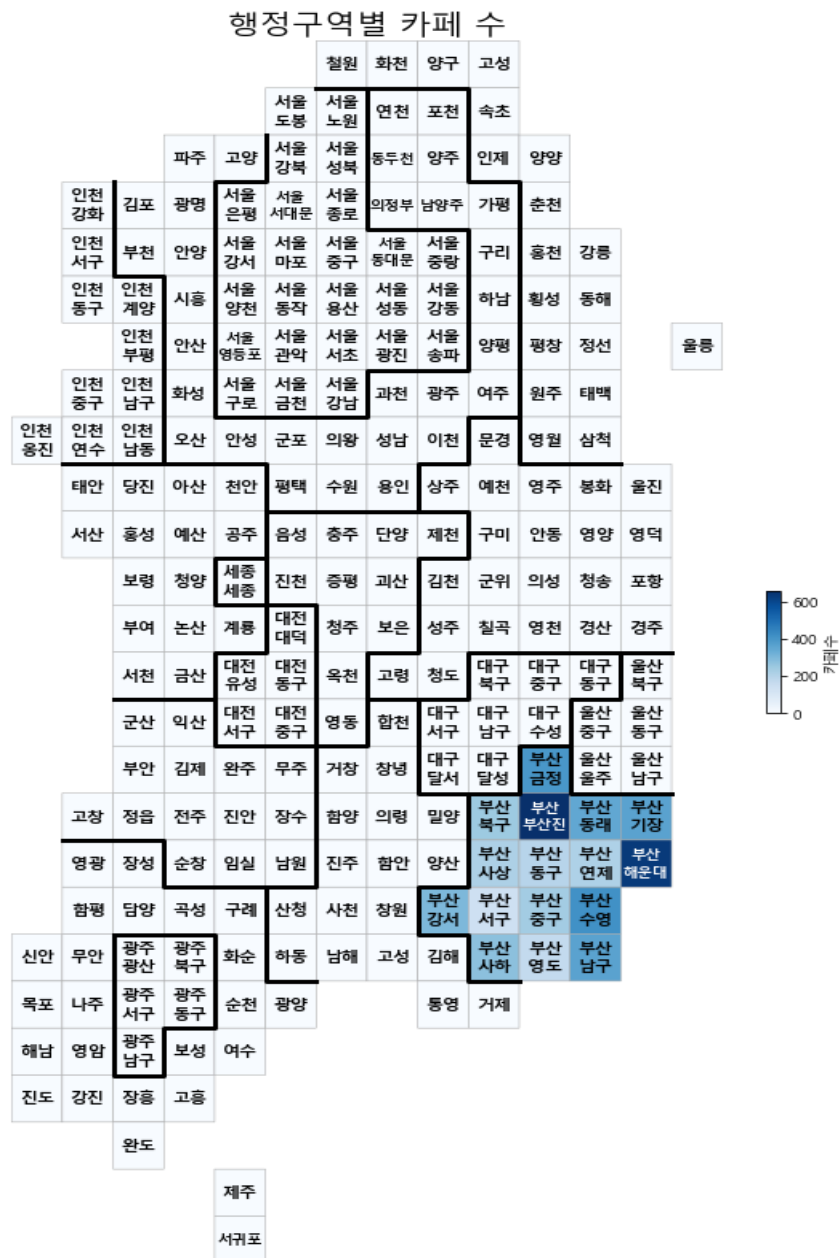 행정구역별 카페 수
철원 화천 양구 고성
서울 서울
도봉 노원 연천 포천 속초
파주 고양 서울 서울 동두천 양주 인제 양양
강북 성북
인천 김포 광명 서울 서울 서울 의정부 남양주 가평 춘천
강화 은평 서대문 종로
인천 부천 안양 서울 서울 서울 서울 서울 구리 홍천 강릉
서구 강서 마포 중구 동대문 중랑
인천 인천 시흥 서울 서울 서울 서울 서울 하남 횡성 동해
동구 계양 양천 동작 용산 성동 강동
인천 안산 서울 서울 서울 서울 서울 양평 평창 정선 울릉
부평 영등포 관악 서초 광진 송파
인천 인천 화성 서울 서울 서울 과천 광주 여주 원주 태백
중구 남구 구로 금천 강남
인천 인천 인천 오산 안성 군포 의왕 성남 이천 문경 영월 삼척
옹진 연수 남동
태안 당진 아산 천안 평택 수원 용인 상주 예천 영주 봉화 울진
서산 홍성 예산 공주 음성 충주 단양 제천 구미 안동 영양 영덕
보령 청양 세종 진천 증평 괴산 김천 군위 의성 청송 포항
세종
부여 논산 계룡 대전 청주 보은 성주 칠곡 영천 경산 경주
대덕
서천 금산 대전 대전 옥천 고령 청도 대구 대구 대구 울산
유성 동구 북구 중구 동구 북구
군산 익산 대전 대전 영동 합천 대구 대구 대구 울산 울산
서구 중구 서구 남구 수성 중구 동구
부안 김제 완주 무주 거창 창녕 대구 대구 부산 울산 울산
달서 달성 금정 울주 남구
고창 정읍 전주 진안 장수 함양 의령 밀양 부산 부산 부산 부산
북구 부산진 동래 기장
영광 장성 순창 임실 남원 진주 함안 양산 부산 부산 부산 부산
사상 동구 연제 해운대
함평 담양 곡성 구례 산청 사천 창원 부산 부산 부산 부산
강서 서구 중구 수영
신안 무안 광주 광주 화순 하동 남해 고성 김해 부산 부산 부산
광산 북구 사하 영도 남구
목포 나주 광주 광주 순천 광양 통영 거제
서구 동구
해남 영암 광주 보성 여수
남구
진도 강진 장흥 고흥
완도
제주
서귀포
600
400
200
0
카페수